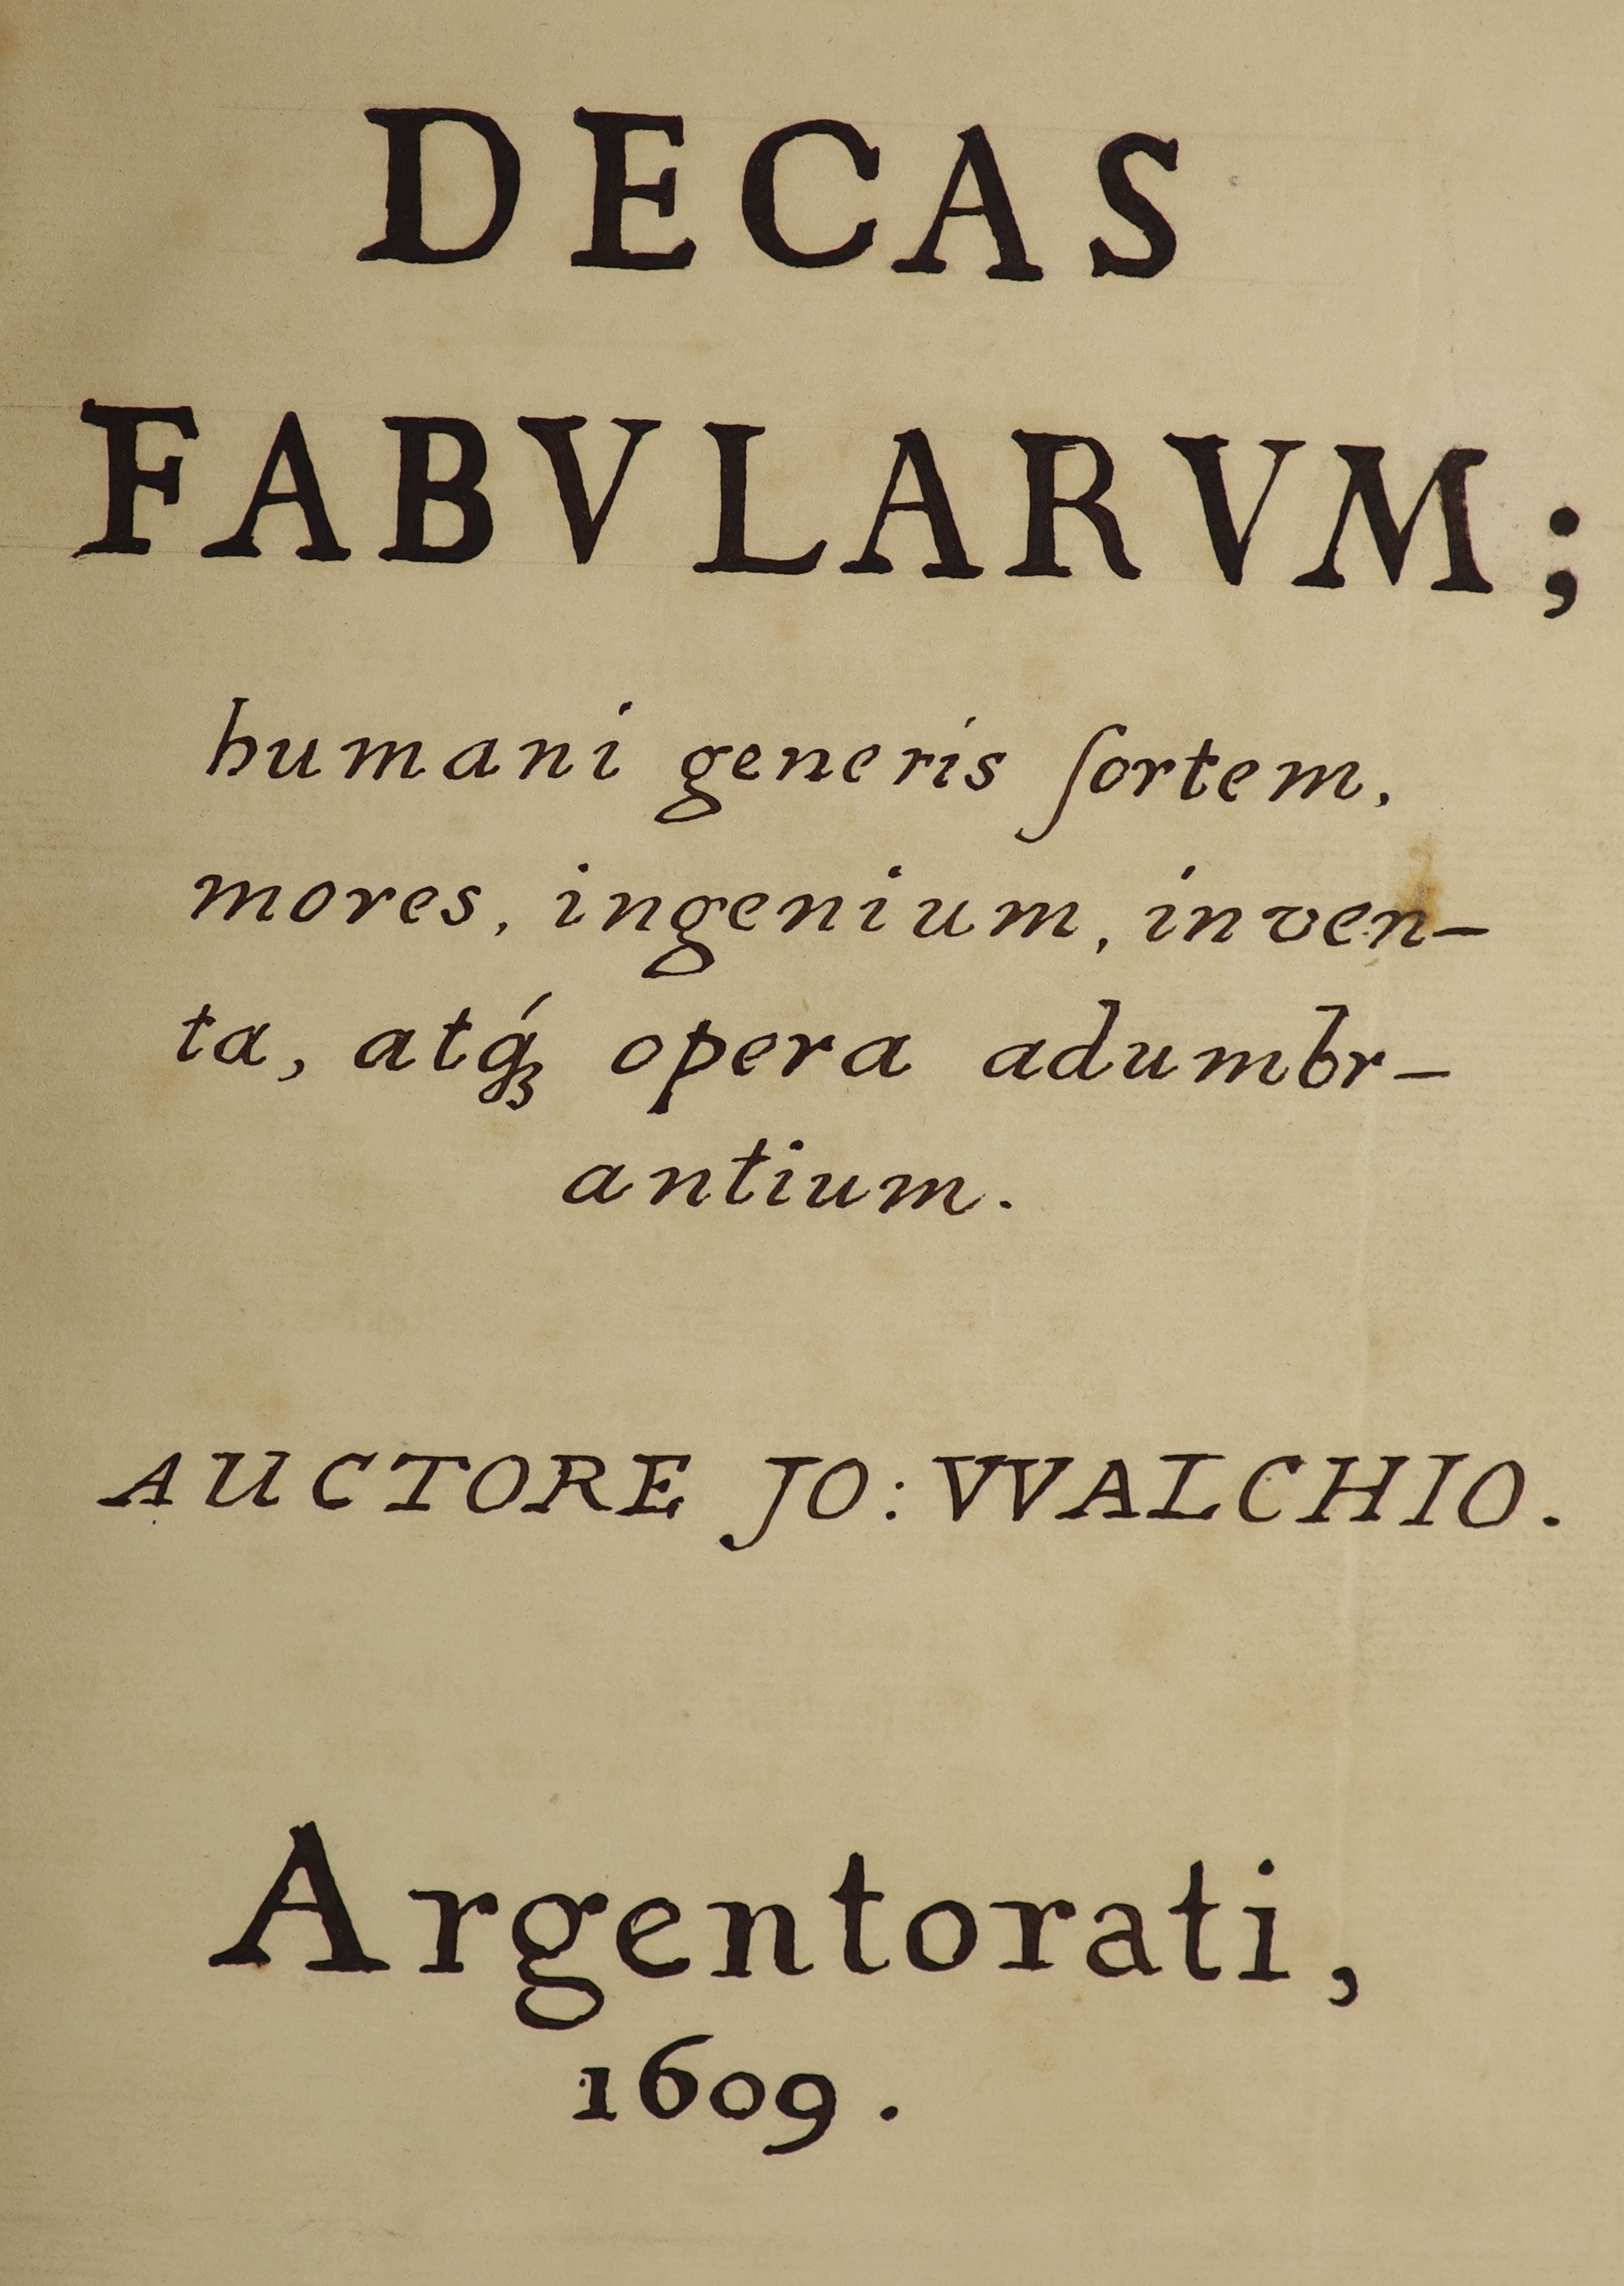 DECAS
FABVLARVM;
humani generis ſortem,
mores, ingenium, inven-
ta, atq́ꝫ opera adumbr-
antium.
AUCTORE JO: VVALCHIO.
Argentorati,
1609.